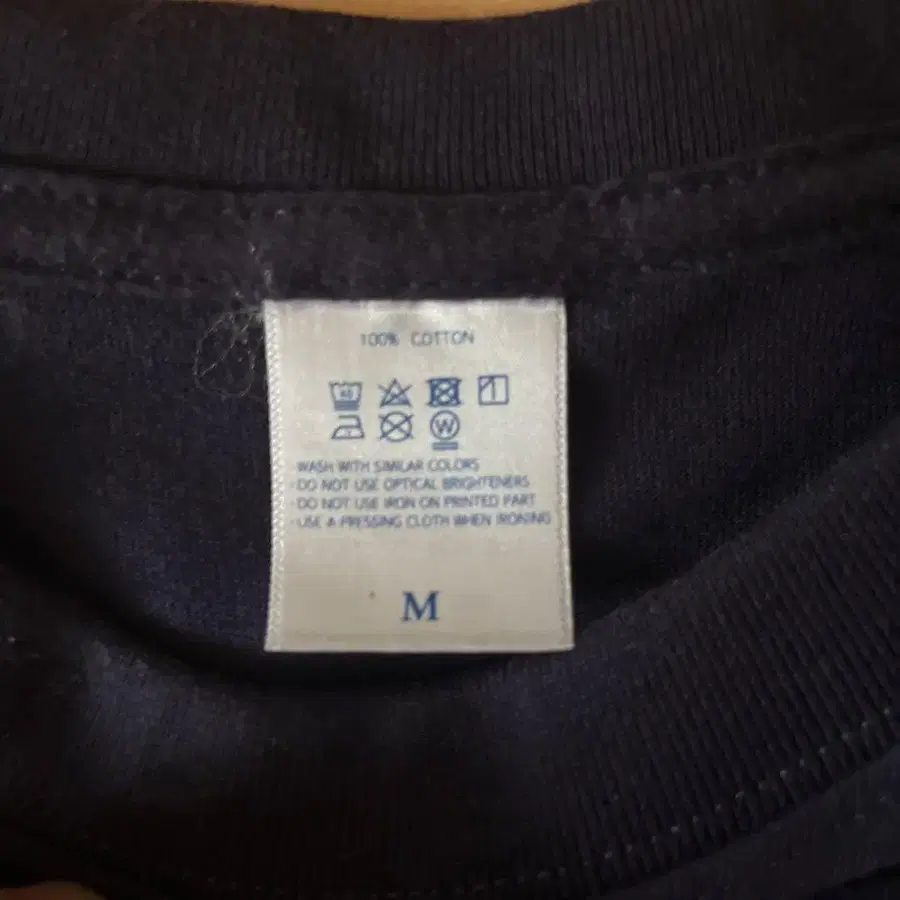 100% COTTON
40
W
WASH WITH SIMILAR COLORS
·DO NOT USE OPTICAL BRIGHTENERS
·DO NOT USE IRON ON PRINTED PART
·USE A PRESSING CLOTH WHEN IRONING
M